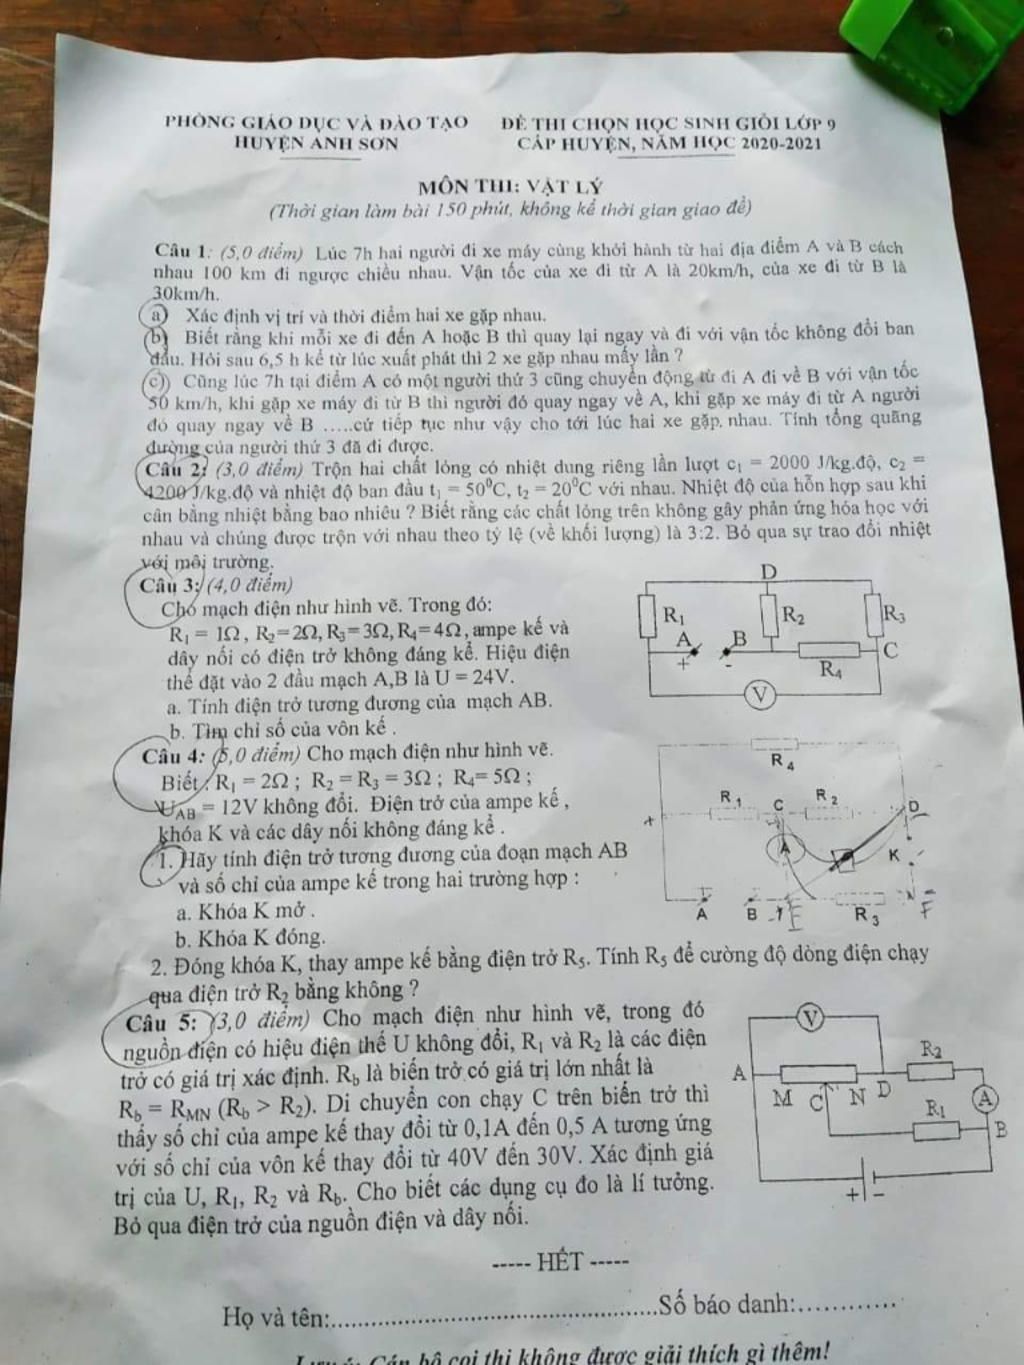 PHÒNG GIÁO DỤC VÀ ĐÀO TẠO
HUYỆN ANH SƠN
ĐỀ THI CHỌN HỌC SINH GIỎI LỚP 9
CẤP HUYỆN, NĂM HỌC 2020-2021
MÔN THI: VẬT LÝ
(Thời gian làm bài 150 phút, không kể thời gian giao đề)
Câu 1: (5,0 điểm) Lúc 7h hai người đi xe máy cùng khởi hành từ hai địa điểm A và B cách
nhau 100 km đi ngược chiều nhau. Vận tốc của xe đi từ A là 20km/h, của xe đi từ B là
30km/h.
a) Xác định vị trí và thời điểm hai xe gặp nhau.
b) Biết rằng khi mỗi xe đi đến A hoặc B thì quay lại ngay và đi với vận tốc không đổi ban
đầu. Hỏi sau 6,5 h kể từ lúc xuất phát thì 2 xe gặp nhau mấy lần ?
c) Cũng lúc 7h tại điểm A có một người thứ 3 cũng chuyển động từ đi A đi về B với vận tốc
50 km/h, khi gặp xe máy đi từ B thì người đó quay ngay về A, khi gặp xe máy đi từ A người
đó quay ngay về B .....cứ tiếp tục như vậy cho tới lúc hai xe gặp nhau. Tính tổng quãng
đường của người thứ 3 đã đi được.
Câu 2: (3,0 điểm) Trộn hai chất lỏng có nhiệt dung riêng lần lượt c₁ = 2000 J/kg.độ, c₂ =
4200 J/kg.độ và nhiệt độ ban đầu t₁ = 50⁰C, t₂ = 20⁰C với nhau. Nhiệt độ của hỗn hợp sau khi
cân bằng nhiệt bằng bao nhiêu ? Biết rằng các chất lỏng trên không gây phản ứng hóa học với
nhau và chúng được trộn với nhau theo tỷ lệ (về khối lượng) là 3:2. Bỏ qua sự trao đổi nhiệt
với môi trường.
Câu 3: (4,0 điểm)
Chó mạch điện như hình vẽ. Trong đó:
R₁ = 1Ω, R₂=2Ω, R₃=3Ω, R₄=4Ω, ampe kế và
dây nối có điện trở không đáng kể. Hiệu điện
thế đặt vào 2 đầu mạch A,B là U = 24V.
a. Tính điện trở tương đương của mạch AB.
b. Tìm chỉ số của vôn kế .
D
R₁
R₂
R₃
A
B
C
+
-
R₄
V
Câu 4: (5,0 điểm) Cho mạch điện như hình vẽ.
Biết : R₁ = 2Ω ; R₂ = R₃ = 3Ω ; R₄= 5Ω ;
U_AB = 12V không đổi. Điện trở của ampe kế ,
khóa K và các dây nối không đáng kể .
1. Hãy tính điện trở tương đương của đoạn mạch AB
và số chỉ của ampe kế trong hai trường hợp :
a. Khóa K mở .
b. Khóa K đóng.
2. Đóng khóa K, thay ampe kế bằng điện trở R₅. Tính R₅ để cường độ dòng điện chạy
qua điện trở R₂ bằng không ?
R₄
R₁
C
R₂
D
A
K
+
-
A
B
E
R₃
F
Câu 5: (3,0 điểm) Cho mạch điện như hình vẽ, trong đó
nguồn điện có hiệu điện thế U không đổi, R₁ và R₂ là các điện
trở có giá trị xác định. R_b là biến trở có giá trị lớn nhất là
R_b = R_MN (R_b > R₂). Di chuyển con chạy C trên biến trở thì
thấy số chỉ của ampe kế thay đổi từ 0,1A đến 0,5 A tương ứng
với số chỉ của vôn kế thay đổi từ 40V đến 30V. Xác định giá
trị của U, R₁, R₂ và R_b. Cho biết các dụng cụ đo là lí tưởng.
Bỏ qua điện trở của nguồn điện và dây nối.
V
R₂
A
M
C
N
D
R₁
A
B
+
-
----- HẾT -----
Họ và tên:..................................................Số báo danh:..............
Cán bộ coi thi không được giải thích gì thêm!